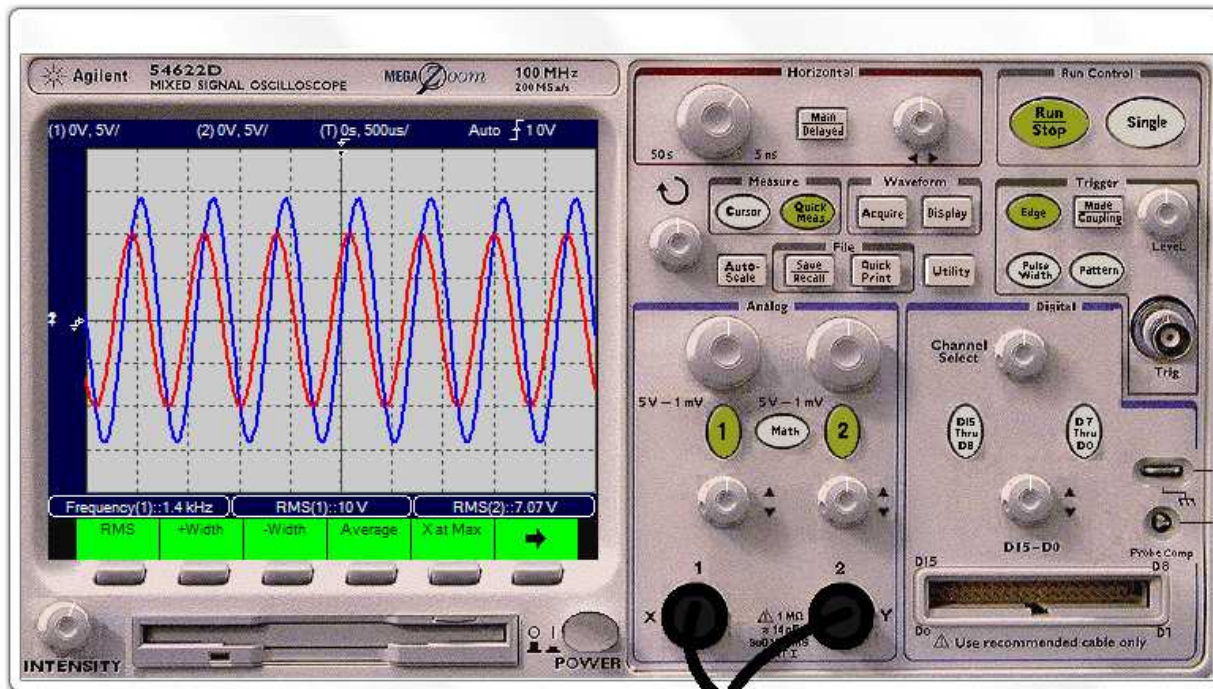 Agilent
54622D
MIXED SIGNAL OSCILLOSCOPE
MEGA Zoom
100 MHz
200 MSa/s
(1) 0V, 5V/ (2) 0V, 5V/ (T) 0s, 500us/ Auto 1 0V
Frequency(1)::1.4 kHz RMS(1)::10 V RMS(2)::7.07 V
RMS +Width -Width Average X at Max
INTENSITY
POWER
Horizontal
50 s
5 ns
Main
Delayed
Run Control
Run
Stop
Single
Measure
Cursor
Quick
Meas
Waveform
Acquire
Display
Trigger
Edge
Mode
Coupling
Level
Pulse
Width
Pattern
Trig
Auto-
Scale
File
Save
Recall
Quick
Print
Utility
Analog
5 V – 1 mV
5 V – 1 mV
1
Math
2
1
2
X
Y
1 MΩ
Digital
Channel
Select
D15
Thru
D8
D7
Thru
D0
D15–D0
Probe Comp
D15
D8
D0
D1
Use recommended cable only